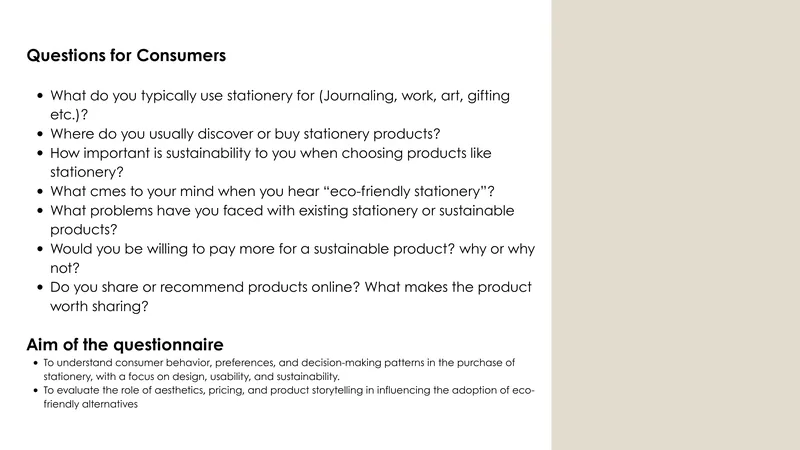 Questions for Consumers
• What do you typically use stationery for (Journaling, work, art, gifting
etc.)?
• Where do you usually discover or buy stationery products?
• How important is sustainability to you when choosing products like
stationery?
• What cmes to your mind when you hear “eco-friendly stationery”?
• What problems have you faced with existing stationery or sustainable
products?
• Would you be willing to pay more for a sustainable product? why or why
not?
• Do you share or recommend products online? What makes the product
worth sharing?
Aim of the questionnaire
• To understand consumer behavior, preferences, and decision-making patterns in the purchase of
stationery, with a focus on design, usability, and sustainability.
• To evaluate the role of aesthetics, pricing, and product storytelling in influencing the adoption of eco-
friendly alternatives